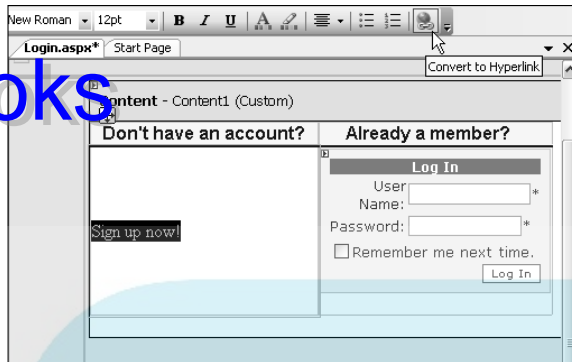 New Roman 12pt B I U A
Login.aspx* Start Page
Convert to Hyperlink
oks
Content - Content1 (Custom)
Don't have an account? Already a member?
Log In
User Name: *
Sign up now! Password: *
Remember me next time.
Log In